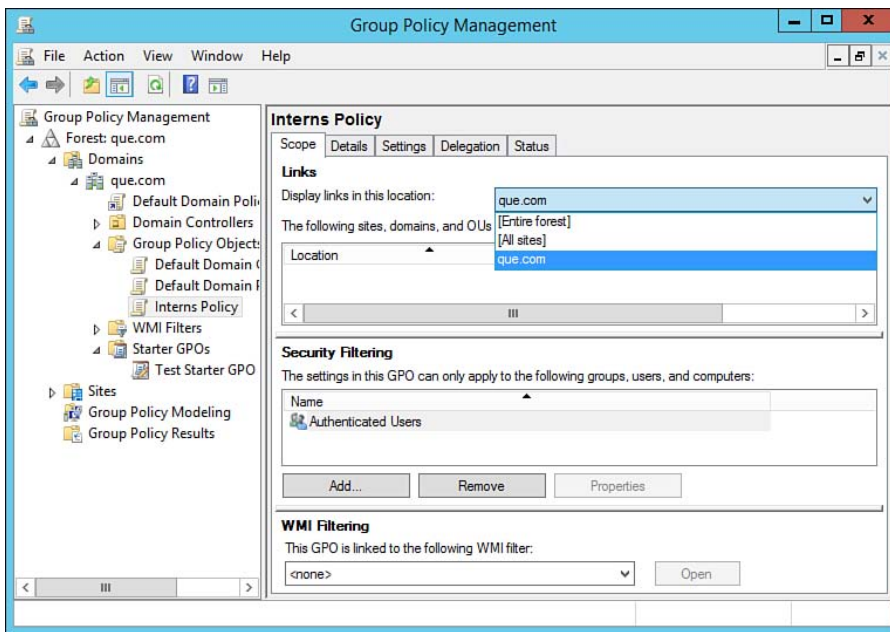 Group Policy Management
File Action View Window Help
Group Policy Management
Forest: que.com
Domains
que.com
Default Domain Poli
Domain Controllers
Group Policy Object
Default Domain
Default Domain
Interns Policy
WMI Filters
Starter GPOs
Test Starter GPO
Sites
Group Policy Modeling
Group Policy Results
Interns Policy
Scope Details Settings Delegation Status
Links
Display links in this location: que.com
[Entire forest]
[All sites]
que.com
The following sites, domains, and OUs
Location
Security Filtering
The settings in this GPO can only apply to the following groups, users, and computers:
Name
Authenticated Users
Add... Remove Properties
WMI Filtering
This GPO is linked to the following WMI filter:
<none> Open